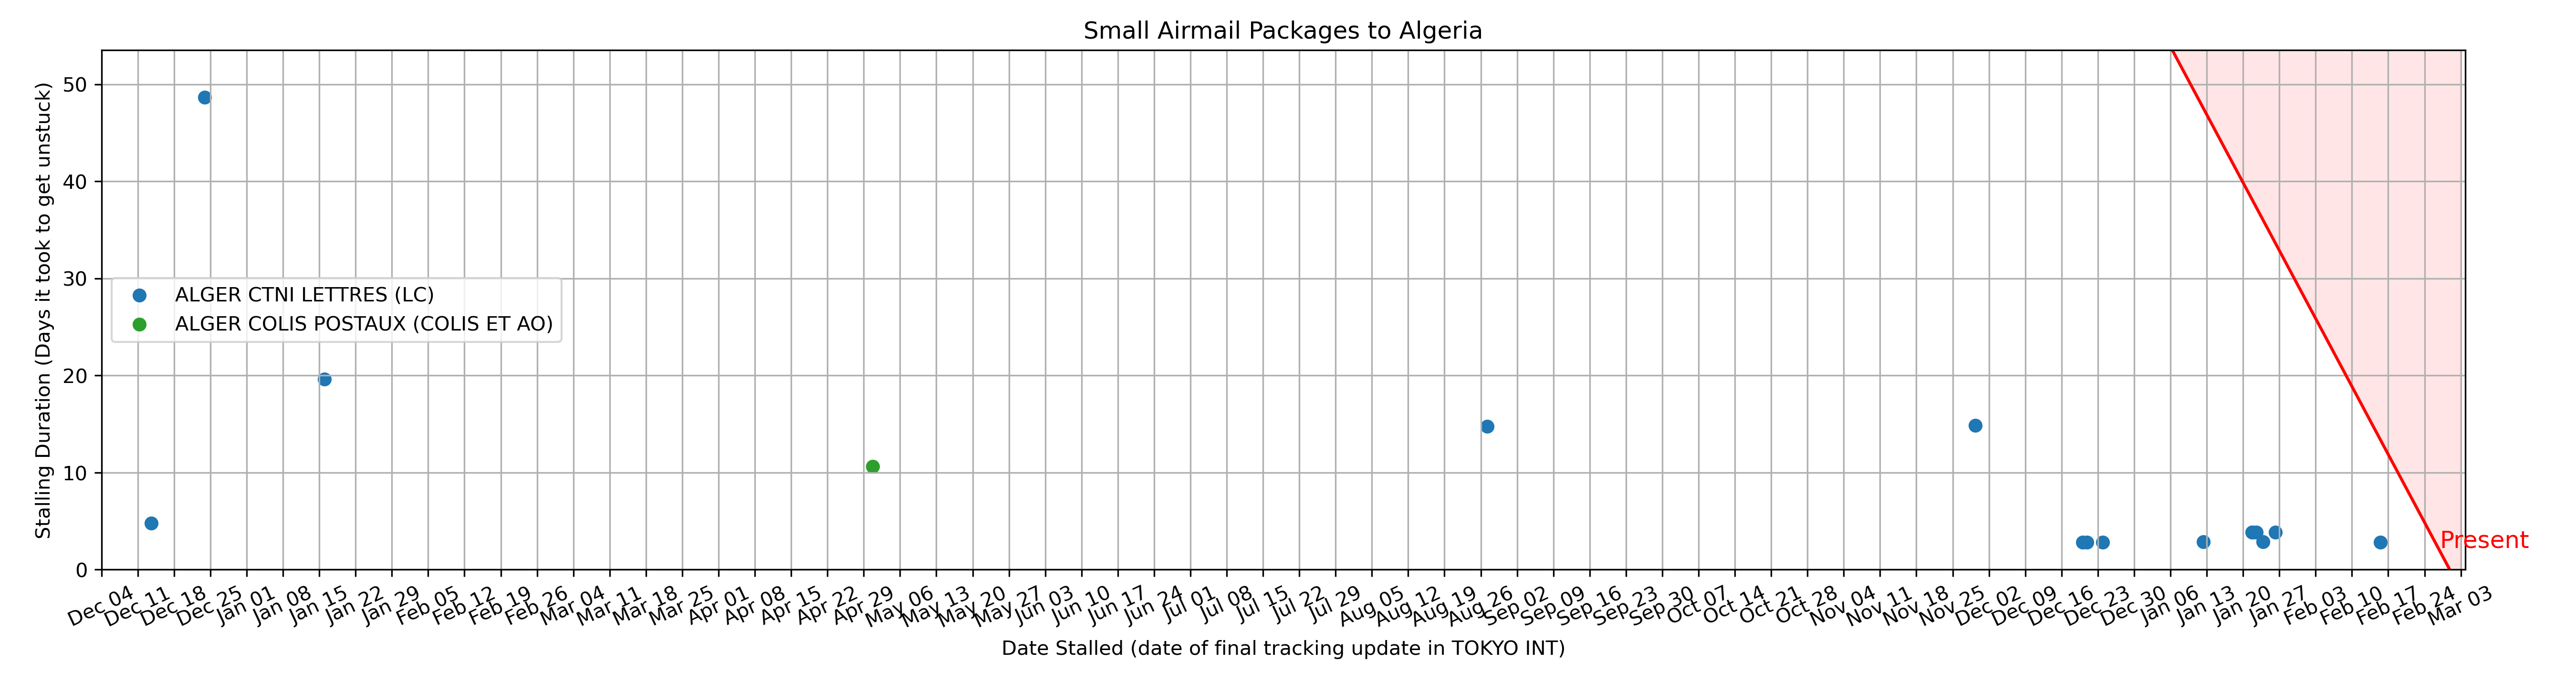 Small Airmail Packages to Algeria
Stalling Duration (Days it took to get unstuck)
50
40
30
20
10
0
ALGER CTNI LETTRES (LC)
ALGER COLIS POSTAUX (COLIS ET AO)
Present
Dec 04
Dec 11
Dec 18
Dec 25
Jan 01
Jan 08
Jan 15
Jan 22
Jan 29
Feb 05
Feb 12
Feb 19
Feb 26
Mar 04
Mar 11
Mar 18
Mar 25
Apr 01
Apr 08
Apr 15
Apr 22
Apr 29
May 06
May 13
May 20
May 27
Jun 03
Jun 10
Jun 17
Jun 24
Jul 01
Jul 08
Jul 15
Jul 22
Jul 29
Aug 05
Aug 12
Aug 19
Aug 26
Sep 02
Sep 09
Sep 16
Sep 23
Sep 30
Oct 07
Oct 14
Oct 21
Oct 28
Nov 04
Nov 11
Nov 18
Nov 25
Dec 02
Dec 09
Dec 16
Dec 23
Dec 30
Jan 06
Jan 13
Jan 20
Jan 27
Feb 03
Feb 10
Feb 17
Feb 24
Mar 03
Date Stalled (date of final tracking update in TOKYO INT)